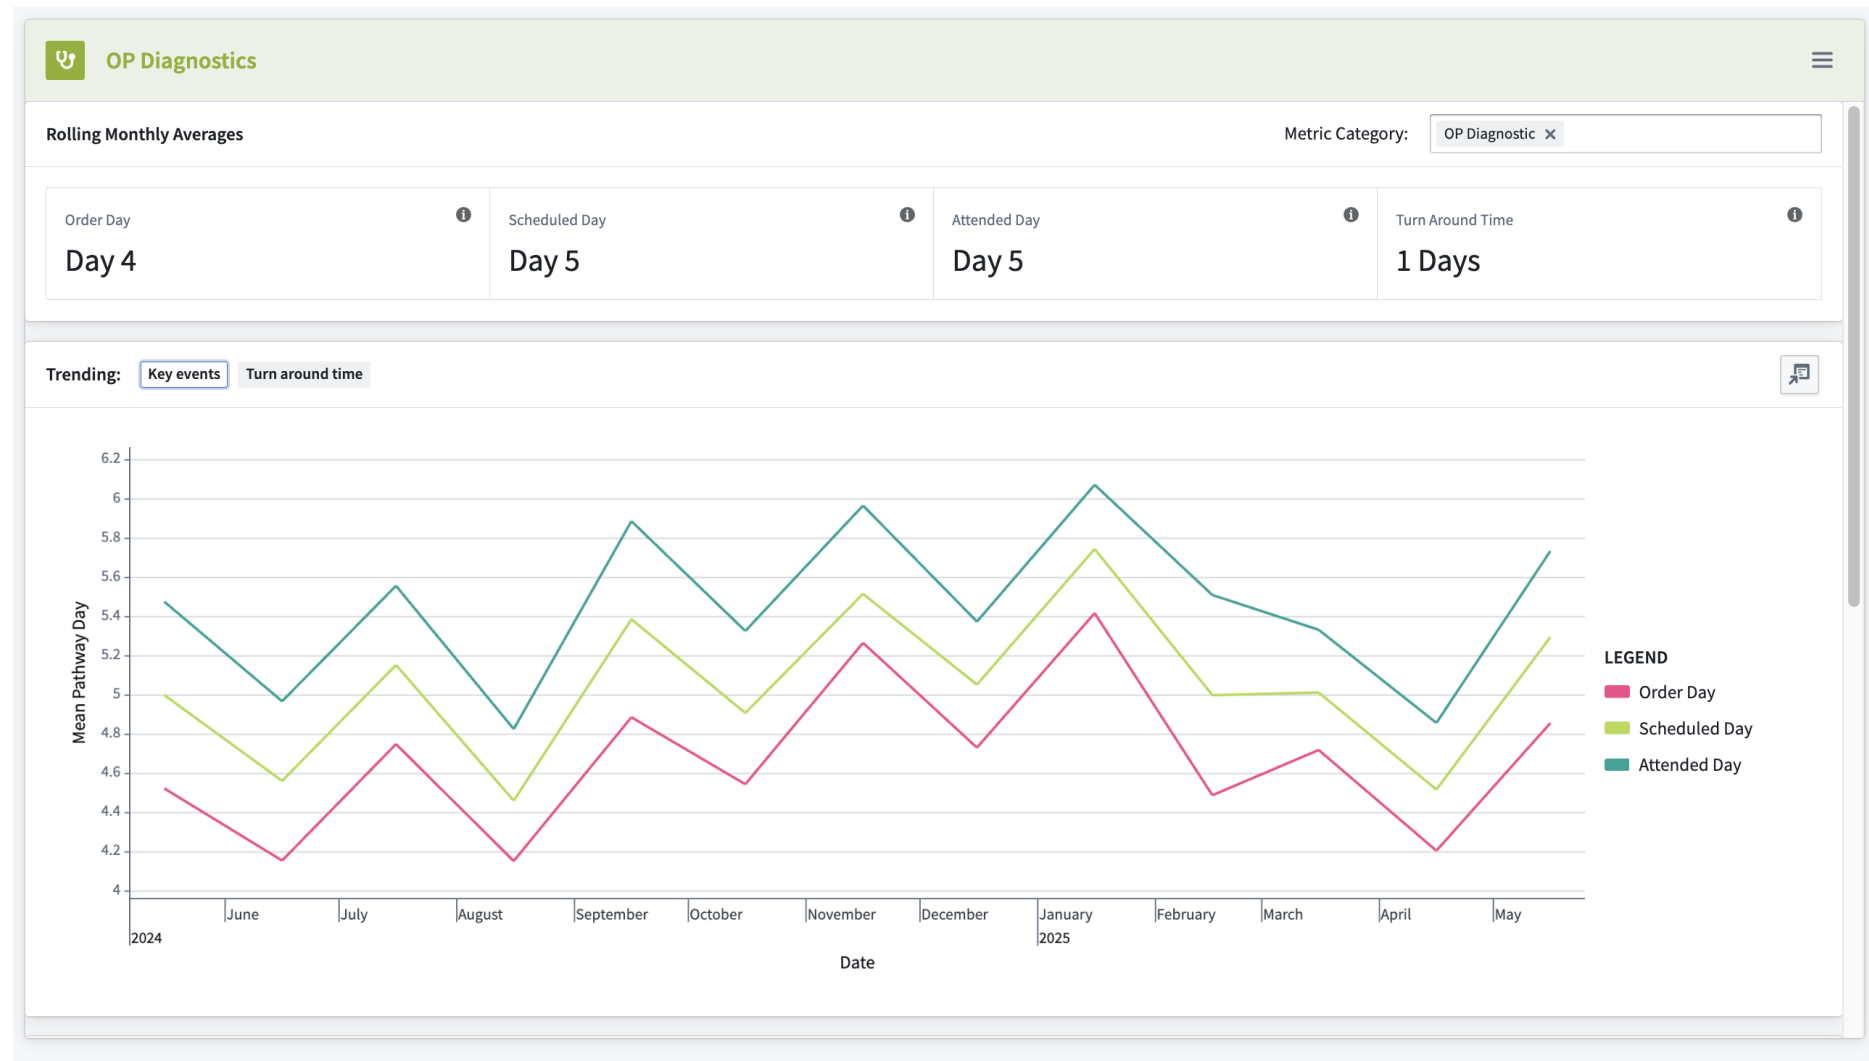 OP Diagnostics
Rolling Monthly Averages
Metric Category:
OP Diagnostic
Order Day
Day 4
Scheduled Day
Day 5
Attended Day
Day 5
Turn Around Time
1 Days
Trending:
Key events
Turn around time
Mean Pathway Day
6.2
6
5.8
5.6
5.4
5.2
5
4.8
4.6
4.4
4.2
4
June July August September October November December January February March April May
2024 2025
Date
LEGEND
Order Day
Scheduled Day
Attended Day